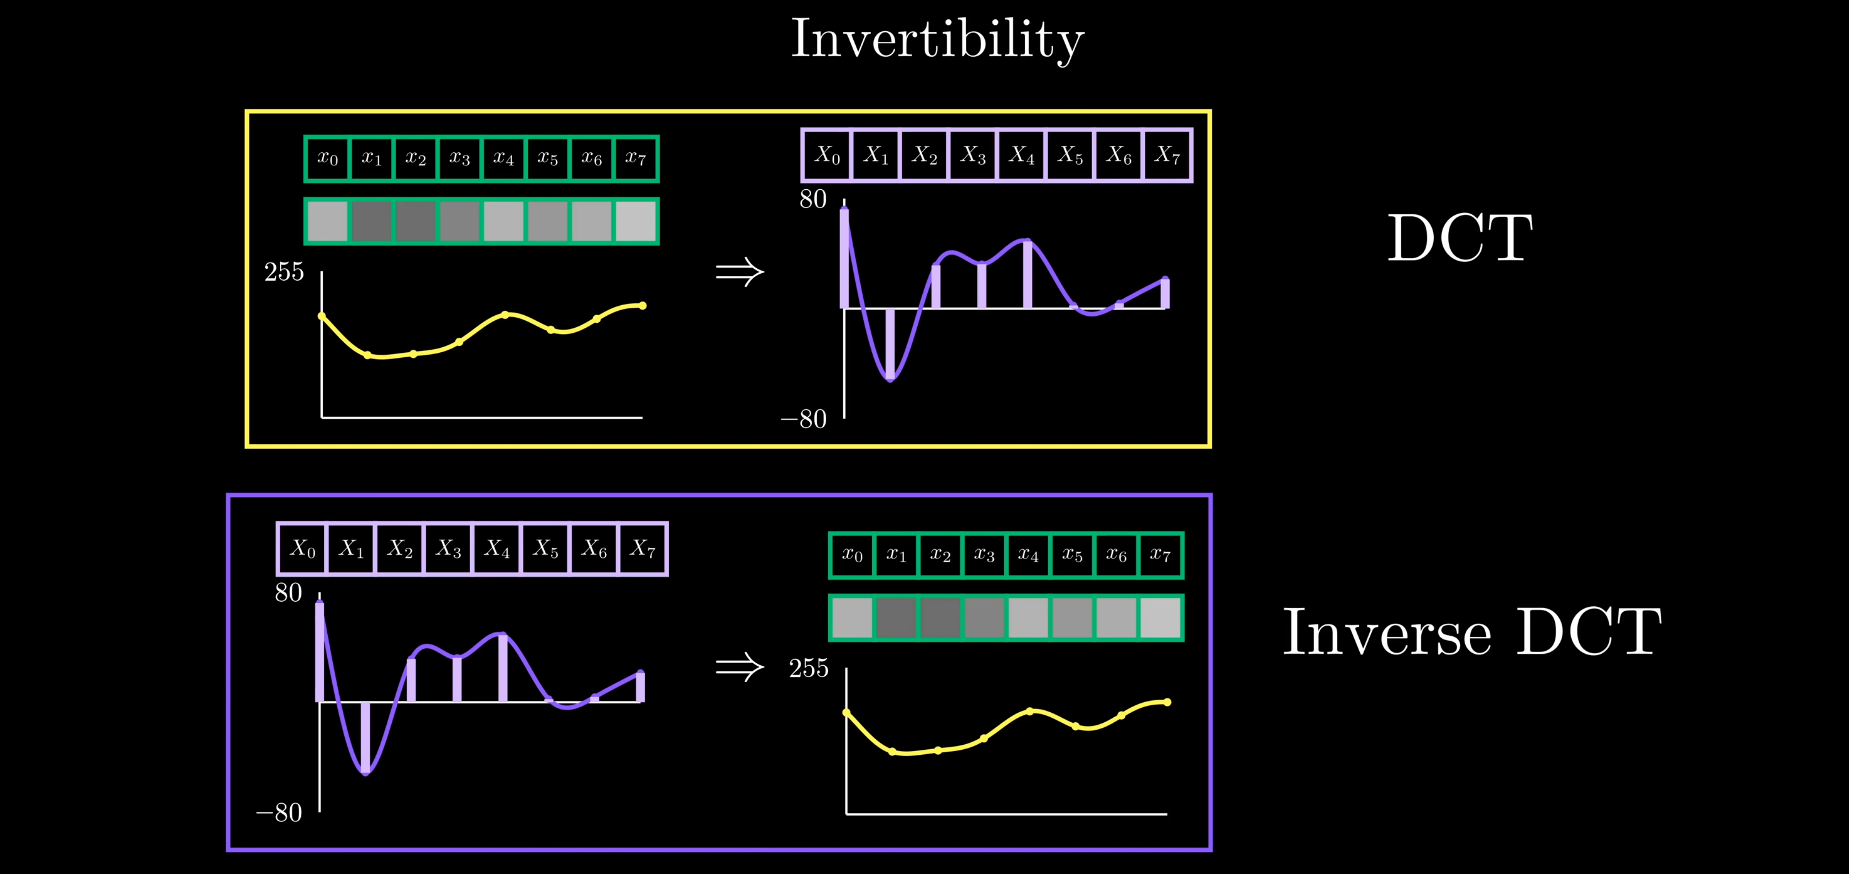 Invertibility
x₀ x₁ x₂ x₃ x₄ x₅ x₆ x₇
255
⇒
X₀ X₁ X₂ X₃ X₄ X₅ X₆ X₇
80
−80
DCT
X₀ X₁ X₂ X₃ X₄ X₅ X₆ X₇
80
−80
⇒
x₀ x₁ x₂ x₃ x₄ x₅ x₆ x₇
255
Inverse DCT